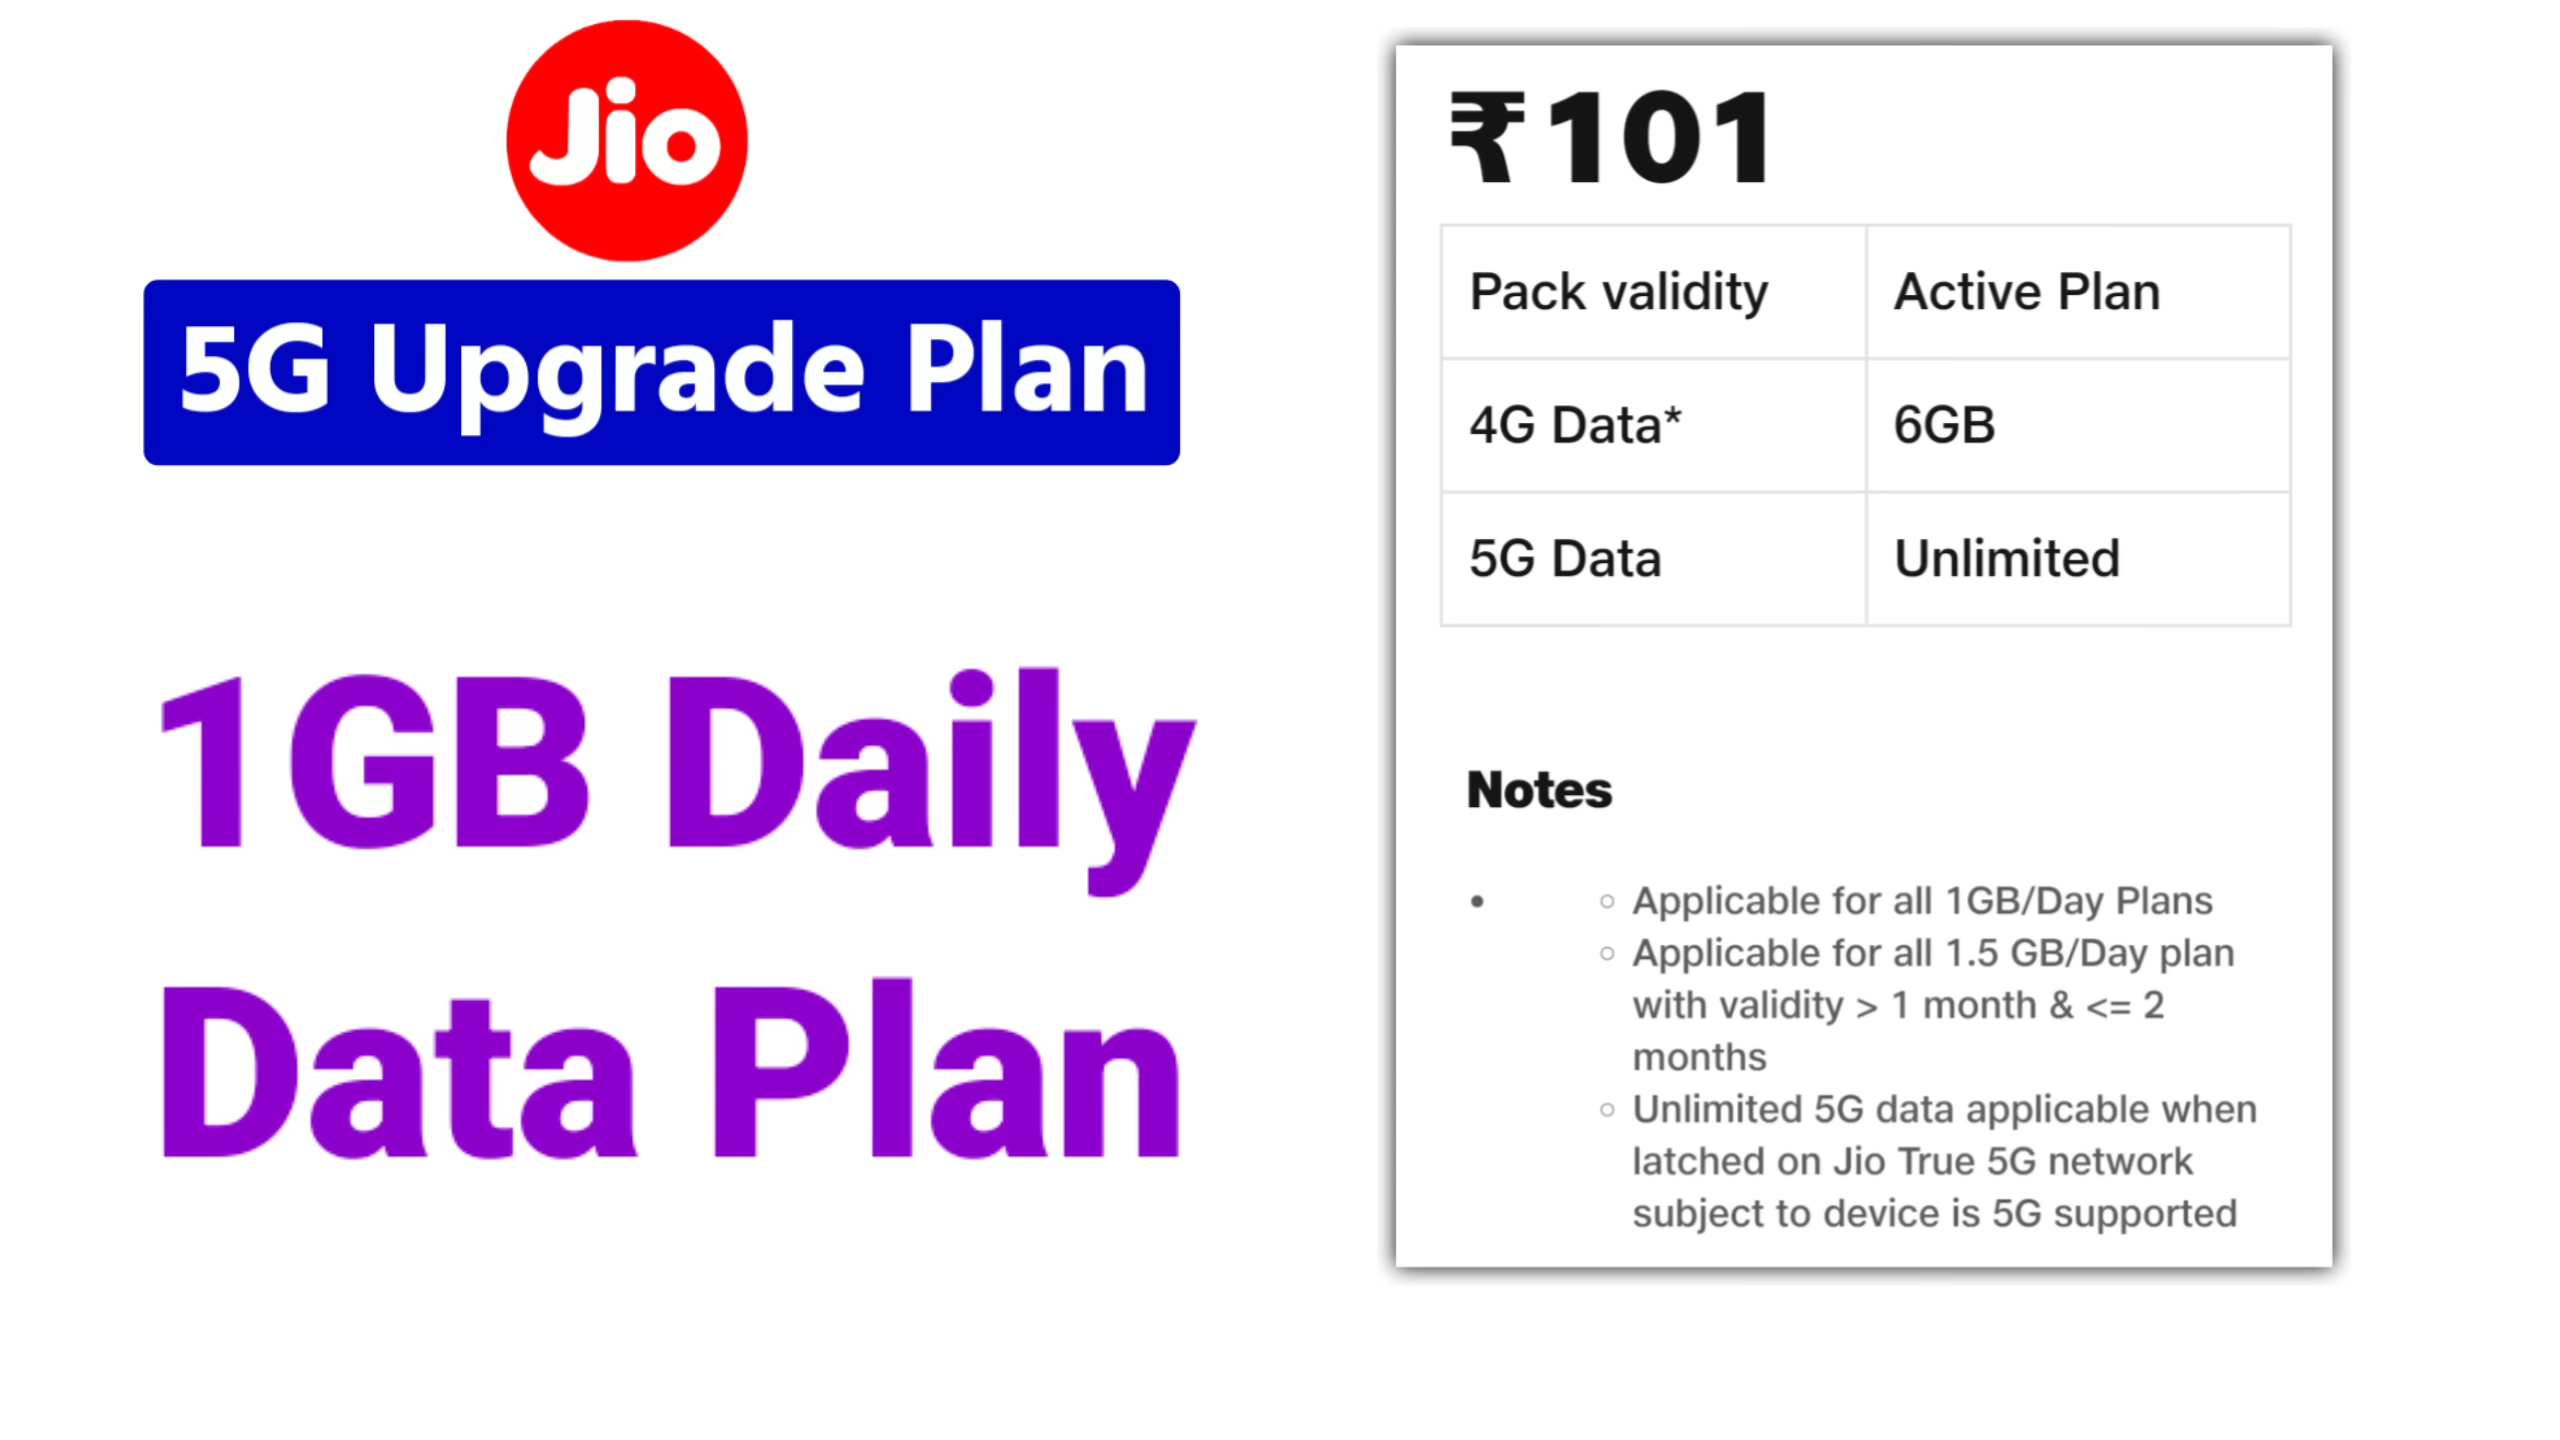 Jio
5G Upgrade Plan
1GB Daily
Data Plan
₹101
Pack validity Active Plan
4G Data* 6GB
5G Data Unlimited
Notes
Applicable for all 1GB/Day Plans
Applicable for all 1.5 GB/Day plan
with validity > 1 month & <= 2
months
Unlimited 5G data applicable when
latched on Jio True 5G network
subject to device is 5G supported